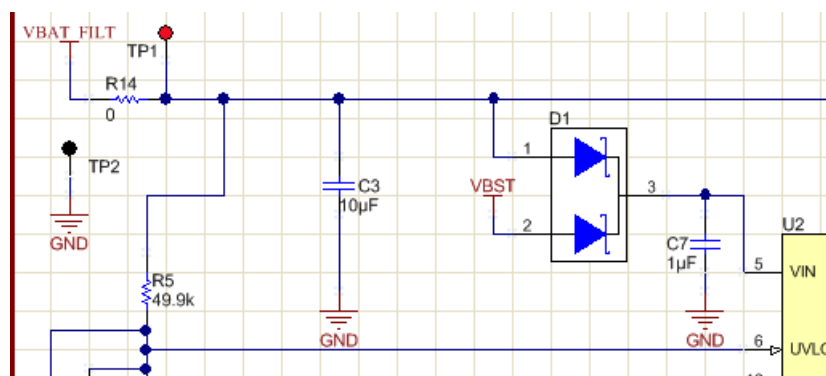 VBAT_FILT
TP1
R14
0
D1
1
TP2
C3
10µF
VBST
3
2
GND
U2
C7
1µF
5
VIN
R5
49.9k
GND
GND
6